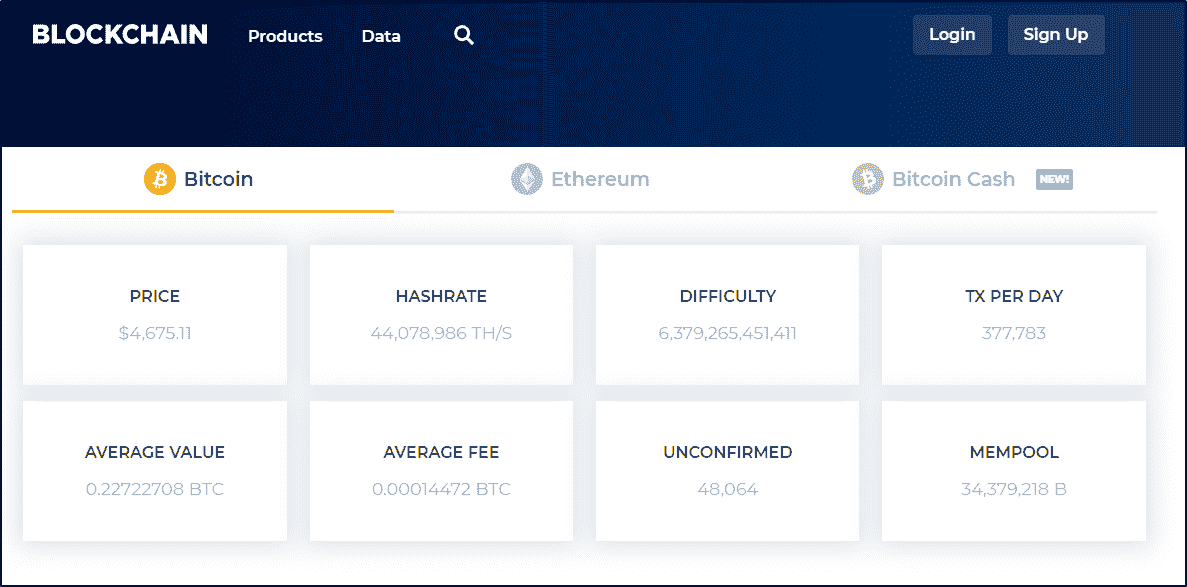 BLOCKCHAIN Products Data Login Sign Up
Bitcoin Ethereum Bitcoin Cash NEW!
PRICE HASHRATE DIFFICULTY TX PER DAY
$4,675.11 44,078,986 TH/S 6,379,265,451,411 377,783
AVERAGE VALUE AVERAGE FEE UNCONFIRMED MEMPOOL
0.22722708 BTC 0.00014472 BTC 48,064 34,379,218 B